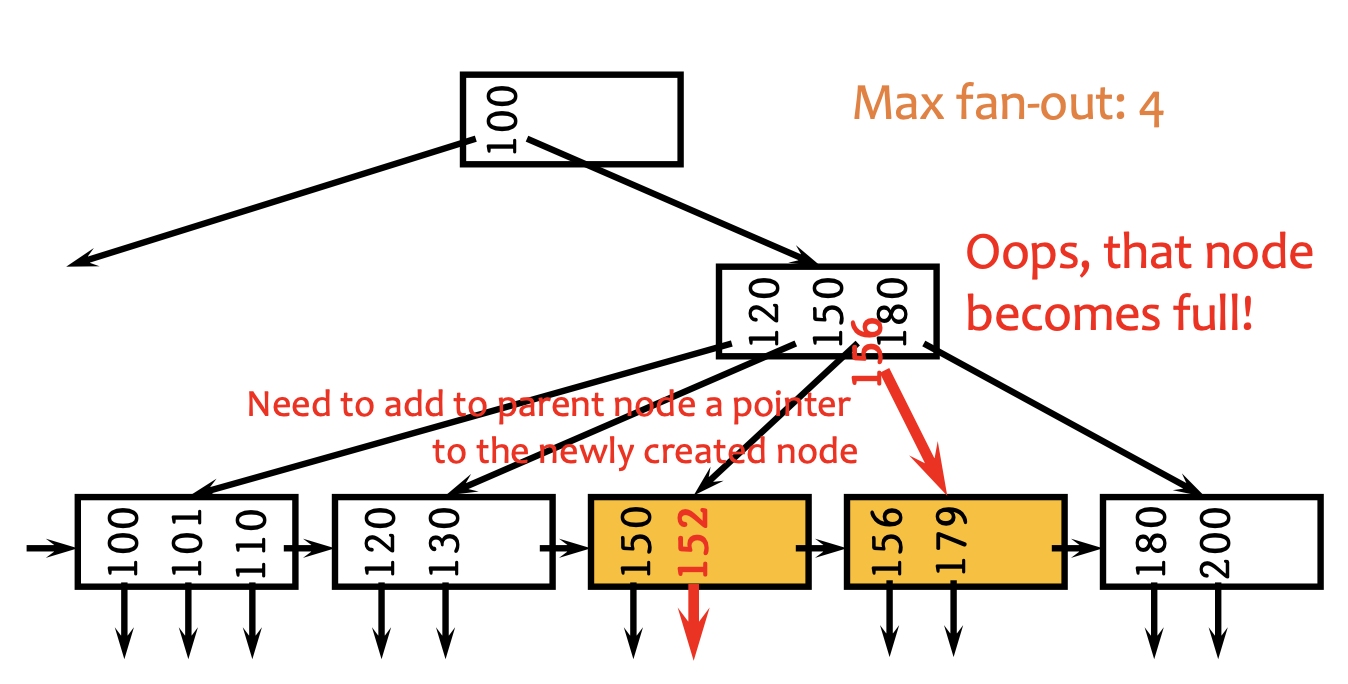 100
Max fan-out: 4
Oops, that node
becomes full!
120 150 156 180
Need to add to parent node a pointer
to the newly created node
100 101 110
120 130
150 152
156 179
180 200